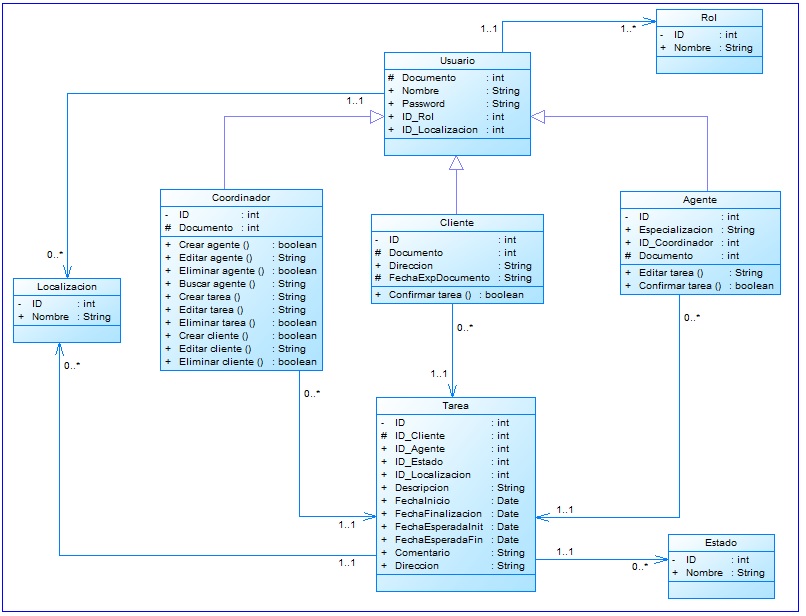 Rol
- ID : int
+ Nombre : String
1..1
1..*
Usuario
# Documento : int
+ Nombre : String
+ Password : String
+ ID_Rol : int
+ ID_Localizacion : int
1..1
Coordinador
- ID : int
# Documento : int
+ Crear agente () : boolean
+ Editar agente () : String
+ Eliminar agente () : boolean
+ Buscar agente () : String
+ Crear tarea () : String
+ Editar tarea () : String
+ Eliminar tarea () : boolean
+ Crear cliente () : boolean
+ Editar cliente () : String
+ Eliminar cliente () : boolean
Cliente
- ID : int
# Documento : int
+ Direccion : String
# FechaExpDocumento : String
+ Confirmar tarea () : boolean
Agente
- ID : int
+ Especializacion : String
+ ID_Coordinador : int
# Documento : int
+ Editar tarea () : String
+ Confirmar tarea () : boolean
0..*
Localizacion
- ID : int
+ Nombre : String
0..*
0..*
0..*
0..*
1..1
Tarea
- ID : int
# ID_Cliente : int
+ ID_Agente : int
+ ID_Estado : int
+ ID_Localizacion : int
+ Descripcion : String
+ FechaInicio : Date
+ FechaFinalizacion : Date
+ FechaEsperadaInit : Date
+ FechaEsperadaFin : Date
+ Comentario : String
+ Direccion : String
1..1
1..1
1..1
1..1
0..*
Estado
- ID : int
+ Nombre : String